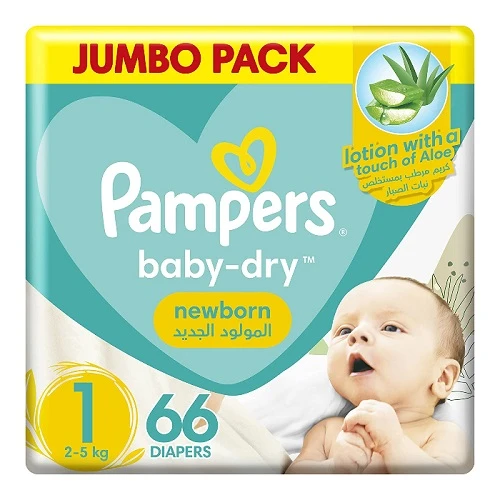 JUMBO PACK
lotion with a
touch of Aloe
كريم مرطب بمستخلص
نبات الصبار
Pampers®
baby-dry™
newborn
المولود الجديد
1
2-5 kg
66
DIAPERS